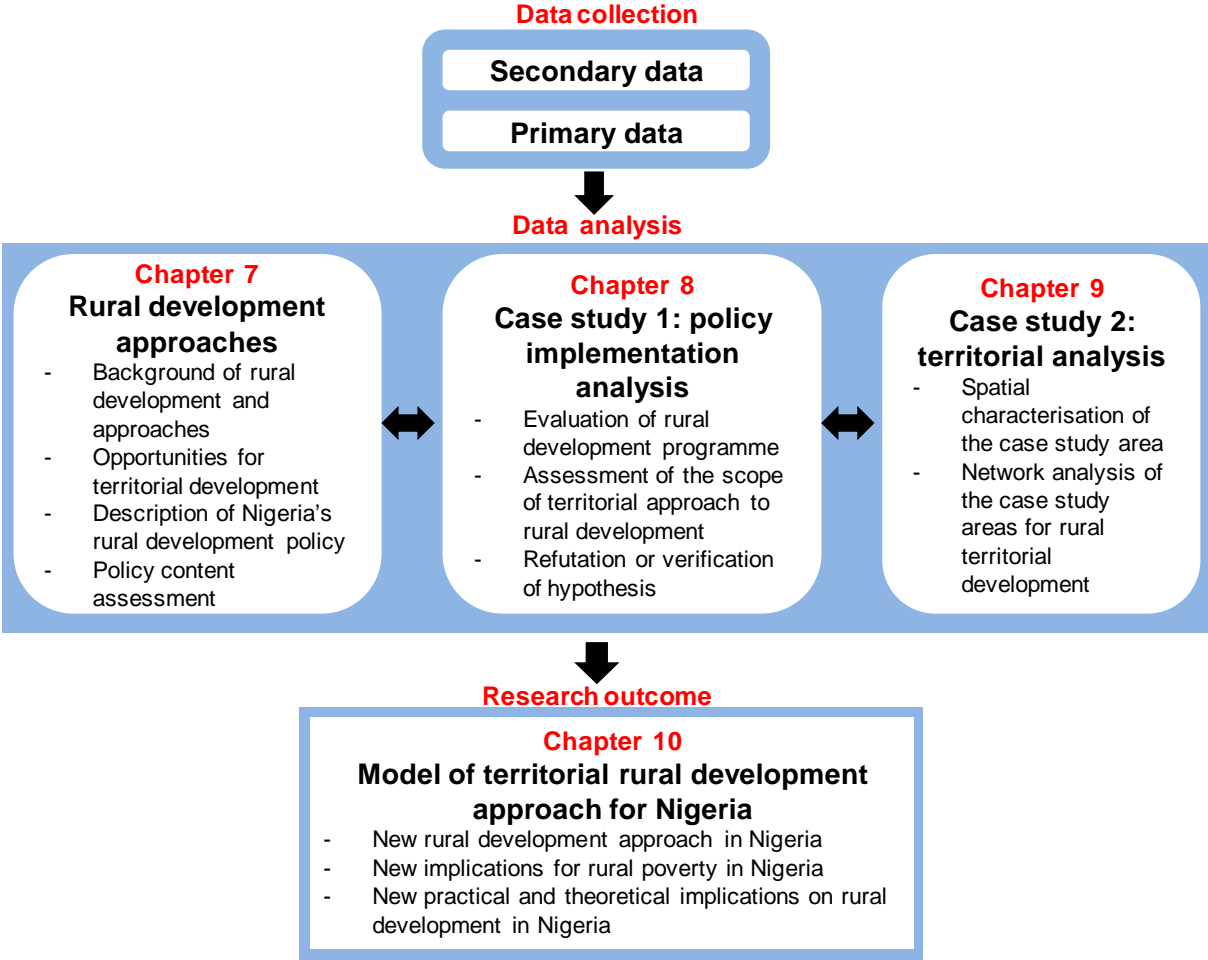 Data collection
Secondary data
Primary data
Data analysis
Chapter 7
Rural development
approaches
- Background of rural
development and
approaches
- Opportunities for
territorial development
- Description of Nigeria's
rural development policy
- Policy content
assessment
Chapter 8
Case study 1: policy
implementation
analysis
- Evaluation of rural
development programme
- Assessment of the scope
of territorial approach to
rural development
- Refutation or verification
of hypothesis
Chapter 9
Case study 2:
territorial analysis
- Spatial
characterisation of
the case study area
- Network analysis of
the case study
areas for rural
territorial
development
Research outcome
Chapter 10
Model of territorial rural development
approach for Nigeria
- New rural development approach in Nigeria
- New implications for rural poverty in Nigeria
- New practical and theoretical implications on rural
development in Nigeria